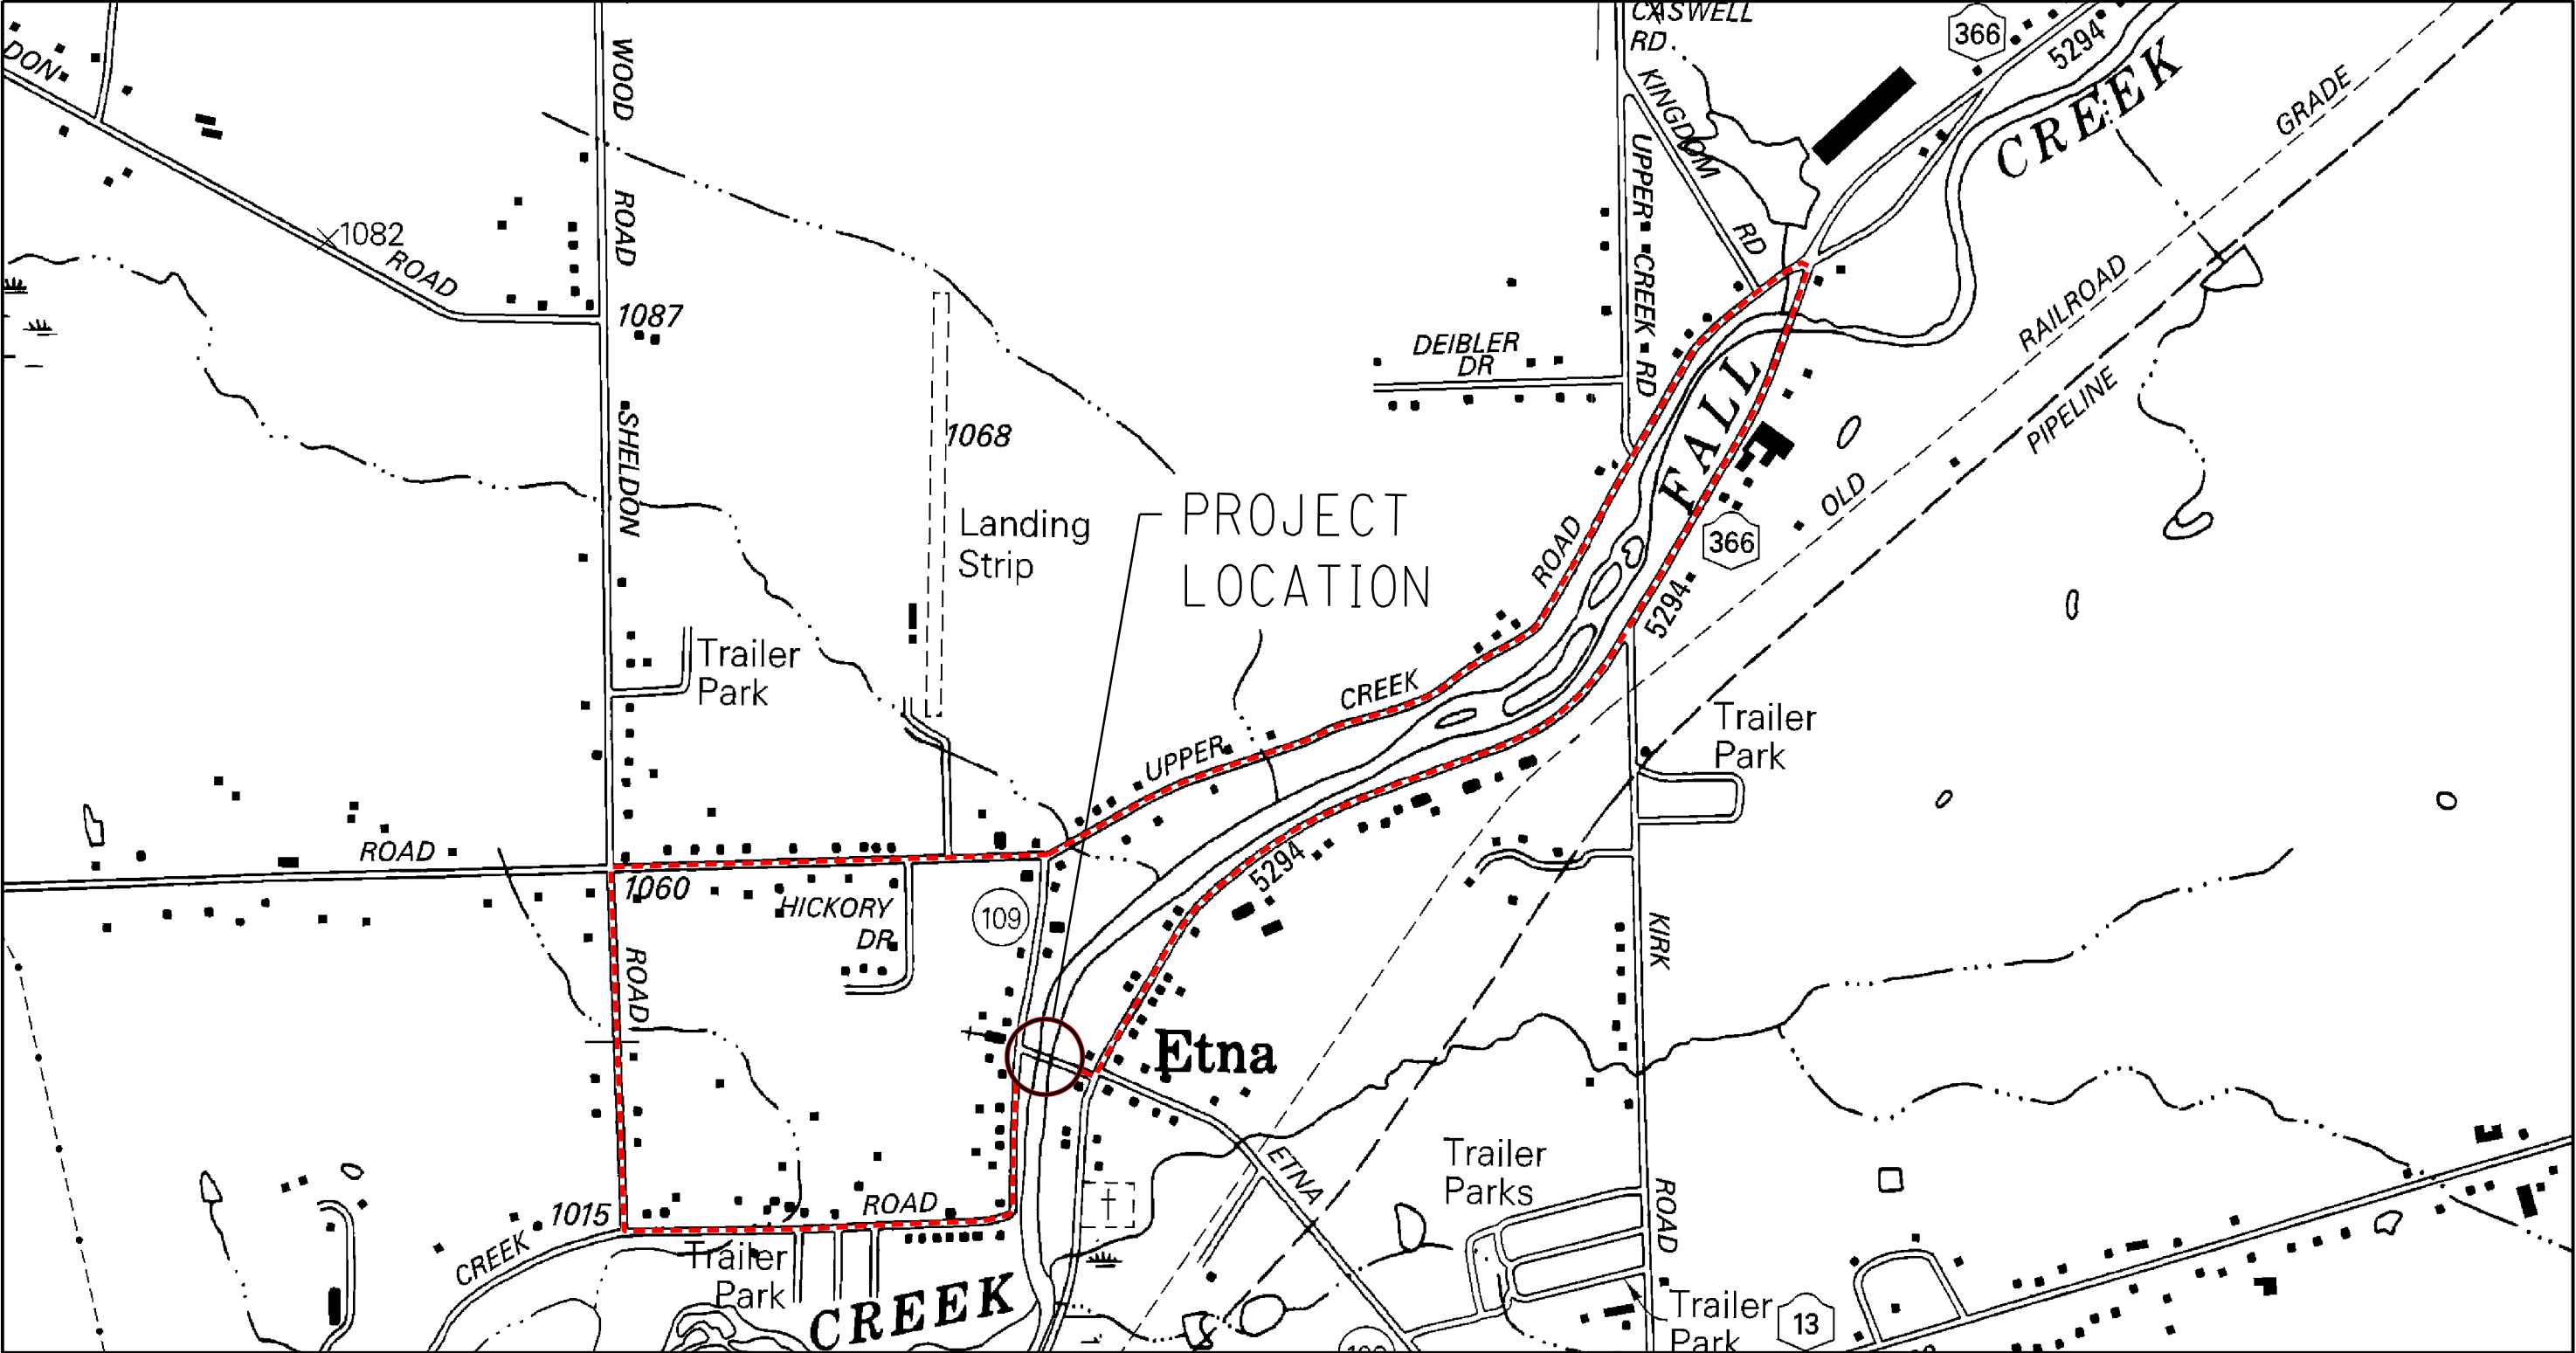 CASWELL
RD.
366
5294
DON
WOOD
KINGDOM
CREEK
GRADE
UPPER CREEK RD
ROAD
RD
1082
ROAD
RAILROAD
1087
DEIBLER
DR
FALL
PIPELINE
SHELDON
1068
PROJECT
LOCATION
Landing
Strip
OLD
ROAD
366
5294
Trailer
Park
CREEK
Trailer
Park
UPPER
ROAD
5294
1060
HICKORY
DR
109
KIRK
ROAD
Etna
ETNA
Trailer
Parks
ROAD
1015
ROAD
CREEK
Trailer
Park
CREEK
Trailer
Park
13